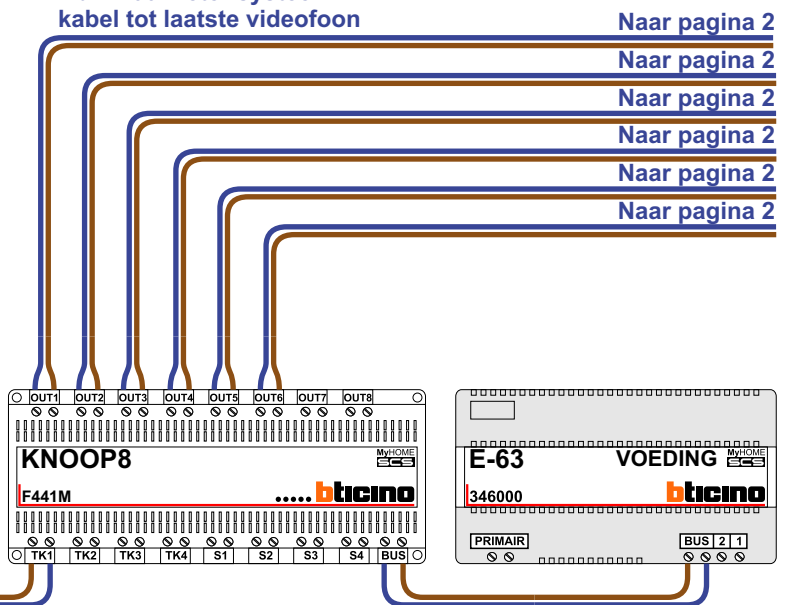 kabel tot laatste videofoon
Naar pagina 2
Naar pagina 2
Naar pagina 2
Naar pagina 2
Naar pagina 2
Naar pagina 2
OUT1 OUT2 OUT3 OUT4 OUT5 OUT6 OUT7 OUT8
KNOOP8
MyHOME
SCS
F441M
..... bticino
TK1 TK2 TK3 TK4 S1 S2 S3 S4 BUS
E-63 VOEDING
MyHOME
SCS
346000
bticino
PRIMAIR
BUS 2 1